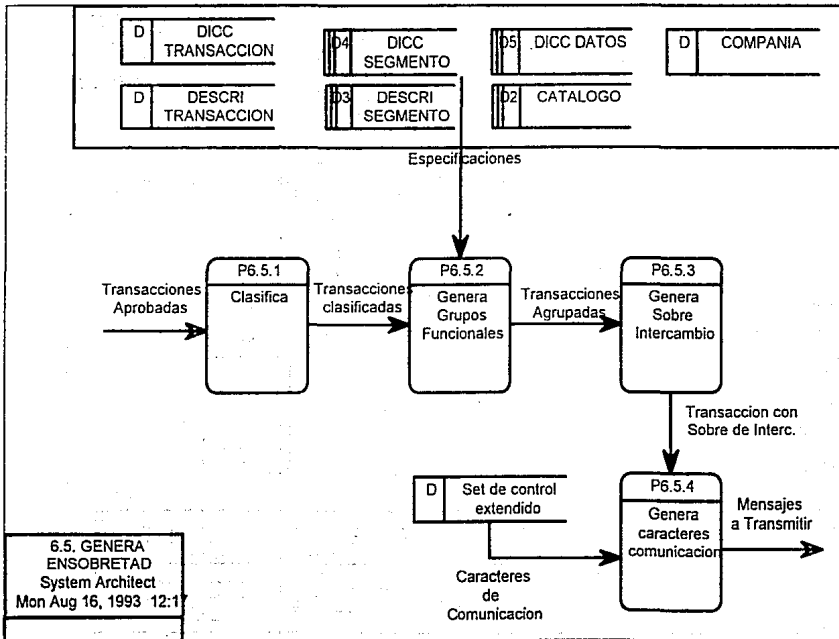 D DICC TRANSACCION
D4 DICC SEGMENTO
D5 DICC DATOS
D COMPANIA
D DESCRI TRANSACCION
D3 DESCRI SEGMENTO
D2 CATALOGO
Especificaciones
P6.5.1
Clasifica
P6.5.2
Genera
Grupos
Funcionales
P6.5.3
Genera
Sobre
Intercambio
Transacciones
Aprobadas
Transacciones
clasificadas
Transacciones
Agrupadas
Transaccion con
Sobre de Interc.
D Set de control
extendido
P6.5.4
Genera
caracteres
comunicacion
Mensajes
a Transmitir
Caracteres
de
Comunicacion
6.5. GENERA
ENSOBRETAD
System Architect
Mon Aug 16, 1993 12:17